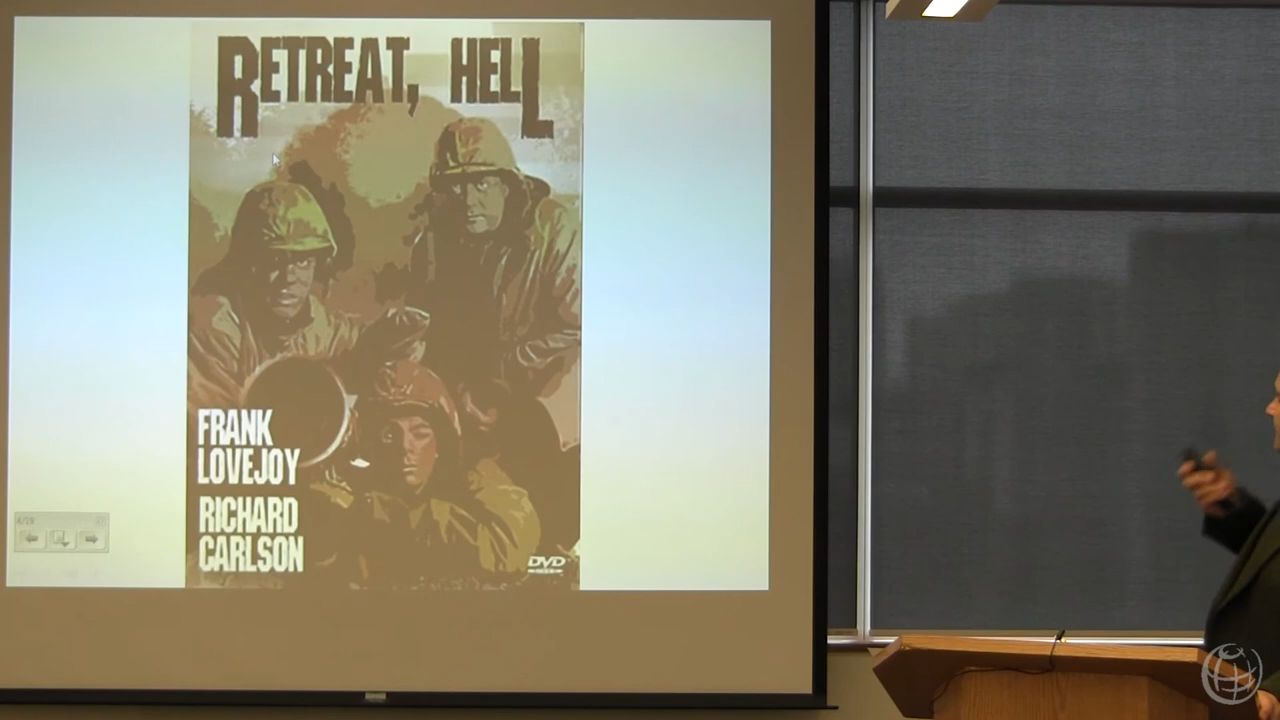 RETREAT, HELL
FRANK
LOVEJOY
RICHARD
CARLSON
DVD